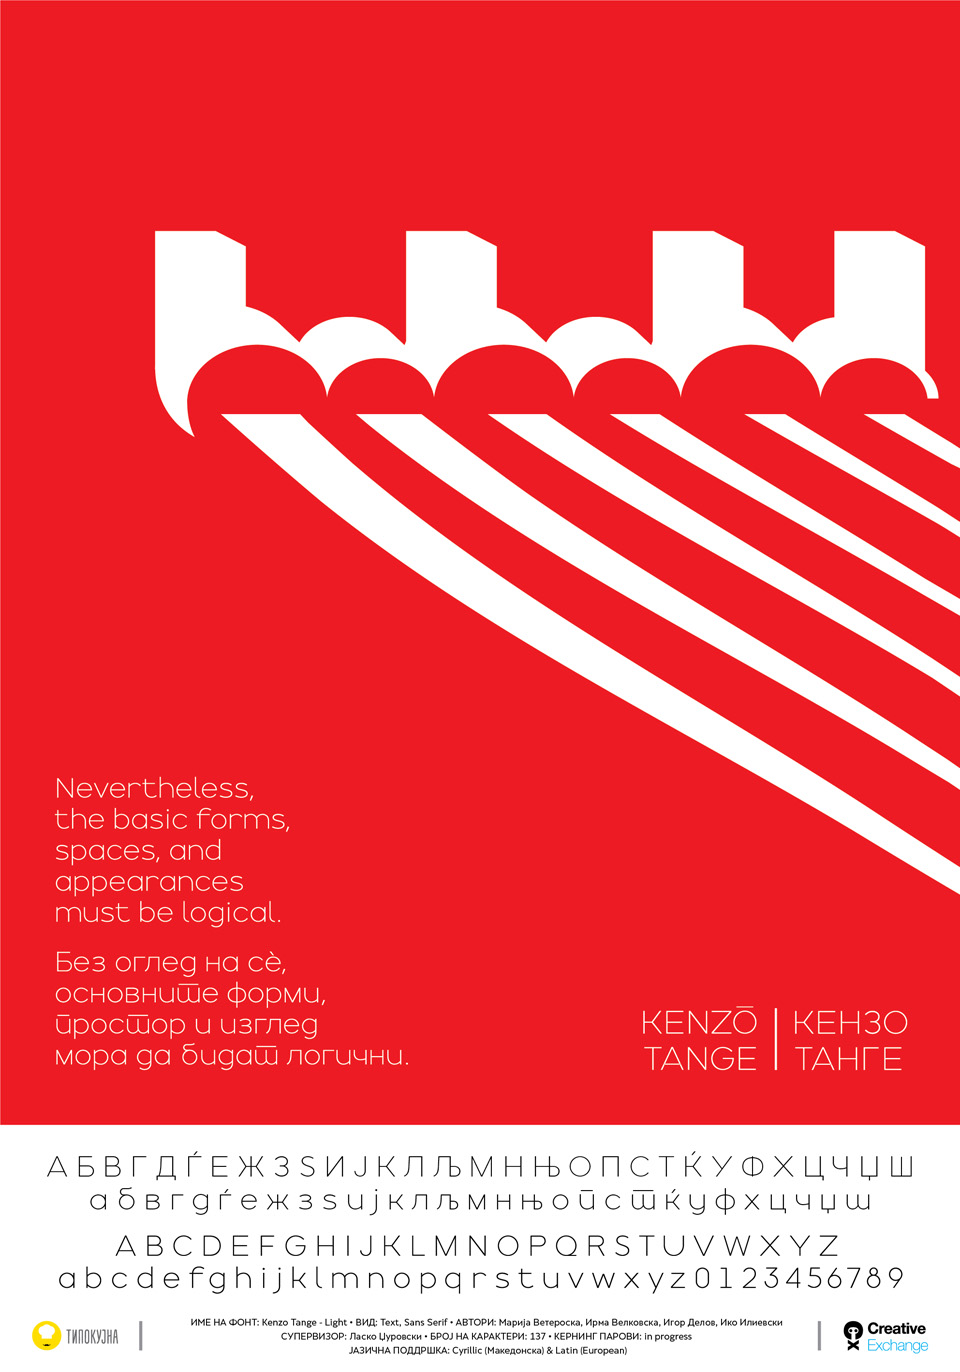 Nevertheless,
the basic forms,
spaces, and
appearances
must be logical.
Без оглед на сѐ,
основните форми,
простор и изглед
мора да бидат логични.
KENZŌ
TANGE
КЕНЗО
ТАНГЕ
А Б В Г Д Ѓ Е Ж З Ѕ И Ј К Л Љ М Н Њ О П С Т Ќ У Ф Х Ц Ч Џ Ш
а б в г д ѓ е ж з ѕ и ј к л љ м н њ о п с т ќ у ф х ц ч џ ш
A B C D E F G H I J K L M N O P Q R S T U V W X Y Z
a b c d e f g h i j k l m n o p q r s t u v w x y z 0 1 2 3 4 5 6 7 8 9
ТИПОКУЈНА
ИМЕ НА ФОНТ: Kenzo Tange - Light • ВИД: Text, Sans Serif • АВТОРИ: Марија Ветероска, Ирна Велковска, Игор Делов, Ико Илиевски
СУПЕРВИЗОР: Ласко Џуровски • БРОЈ НА КАРАКТЕРИ: 137 • КЕРНИНГ ПАРОВИ: in progress
ЈАЗИЧНА ПОДДРШКА: Cyrillic (Македонска) & Latin (European)
Creative
Exchange